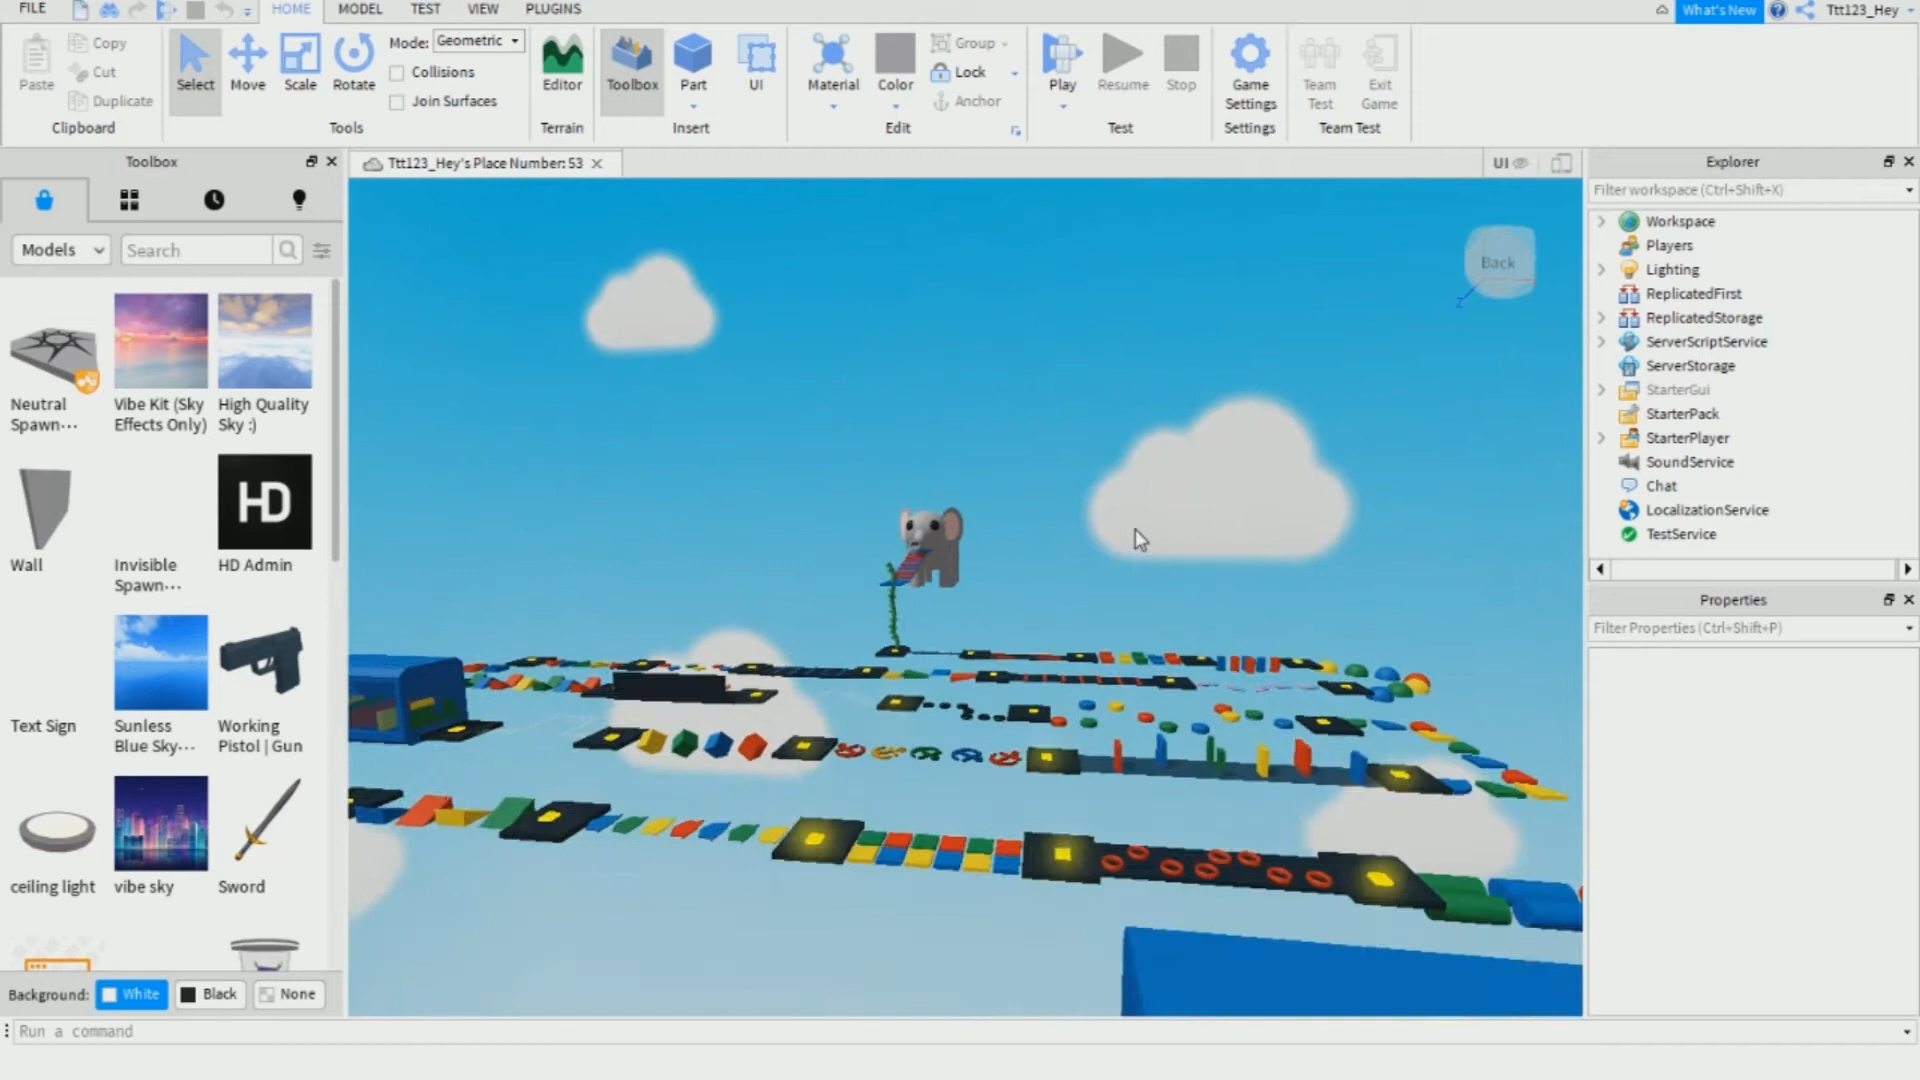 FILE HOME MODEL TEST VIEW PLUGINS What's New Ttt123_Hey
Paste
Copy
Cut
Duplicate
Clipboard
Select Move Scale Rotate
Mode: Geometric
Collisions
Join Surfaces
Tools
Editor
Terrain
Toolbox Part UI
Insert
Material Color
Group
Lock
Anchor
Edit
Play Resume Stop
Test
Game
Settings
Settings
Team
Test
Exit
Game
Team Test
Toolbox
Ttt123_Hey's Place Number: 53
UI
Models
Search
Neutral
Spawn...
Vibe Kit (Sky
Effects Only)
High Quality
Sky :)
Wall
Invisible
Spawn...
HD
HD Admin
Text Sign
Sunless
Blue Sky...
Working
Pistol | Gun
ceiling light
vibe sky
Sword
Background: White Black None
Run a command
Back
Z
Explorer
Filter workspace (Ctrl+Shift+X)
Workspace
Players
Lighting
ReplicatedFirst
ReplicatedStorage
ServerScriptService
ServerStorage
StarterGui
StarterPack
StarterPlayer
SoundService
Chat
LocalizationService
TestService
Properties
Filter Properties (Ctrl+Shift+P)